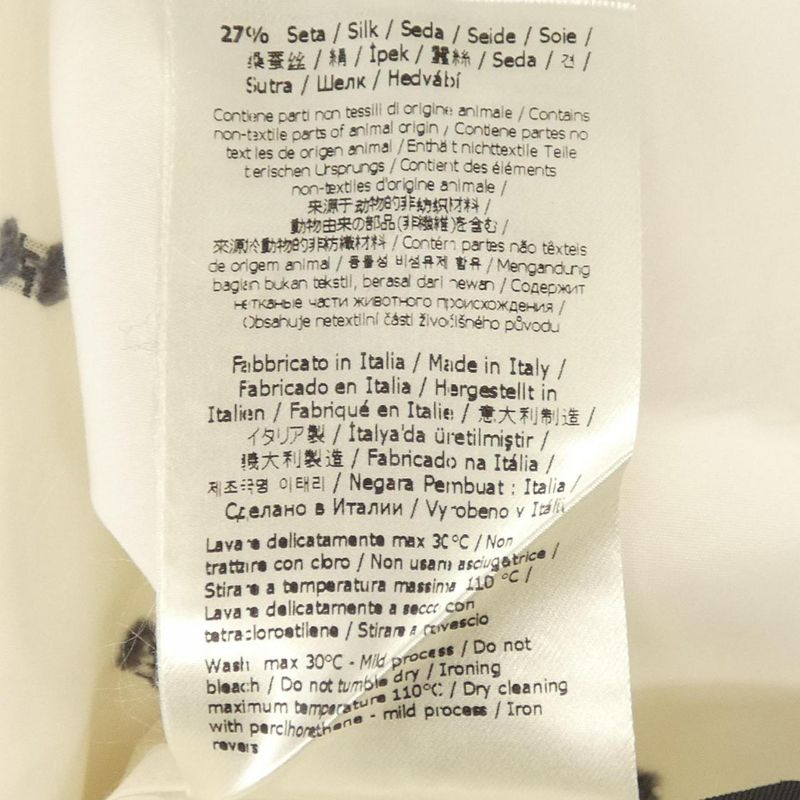 27% Seta / Silk / Seda / Seide / Soie /
桑蚕丝 / 絹 / İpek / 蠶絲 / Seda / 견 /
Sutra / Шелк / Hedvábí
Contiene parti non tessili di origine animale / Contains
non-textile parts of animal origin / Contiene partes no
textiles de origen animal / Enthält nichttextile Teile
tierischen Ursprungs / Contient des éléments
non-textiles d'origine animale /
来源于动物的非纺织材料 /
動物由来の部品(非繊維)を含む /
來源於動物的非紡織材料 / Contém partes não têxteis
de origem animal / 동물성 비섬유제 함유 / Mengandung
bagian bukan tekstil, berasal dari hewan / Содержит
нетканые части животного происхождения /
Obsahuje netextilní části živočišného původu
Fabbricato in Italia / Made in Italy /
Fabricado en Italia / Hergestellt in
Italien / Fabriqué en Italie / 意大利制造 /
イタリア製 / İtalya'da üretilmiştir /
義大利製造 / Fabricado na Itália /
제조국명 이태리 / Negara Pembuat : Italia /
Сделано в Италии / Vyrobeno v Itálii
Lavare delicatamente max 30°C / Non
trattare con cloro / Non usare asciugatrice /
Stirare a temperatura massima 110 °C /
Lavare delicatamente a secco con
tetracloroetilene / Stirare a rovescio
Wash max 30°C - Mild process / Do not
bleach / Do not tumble dry / Ironing
maximum temperature 110°C / Dry cleaning
with perclhorethene - mild process / Iron
revers